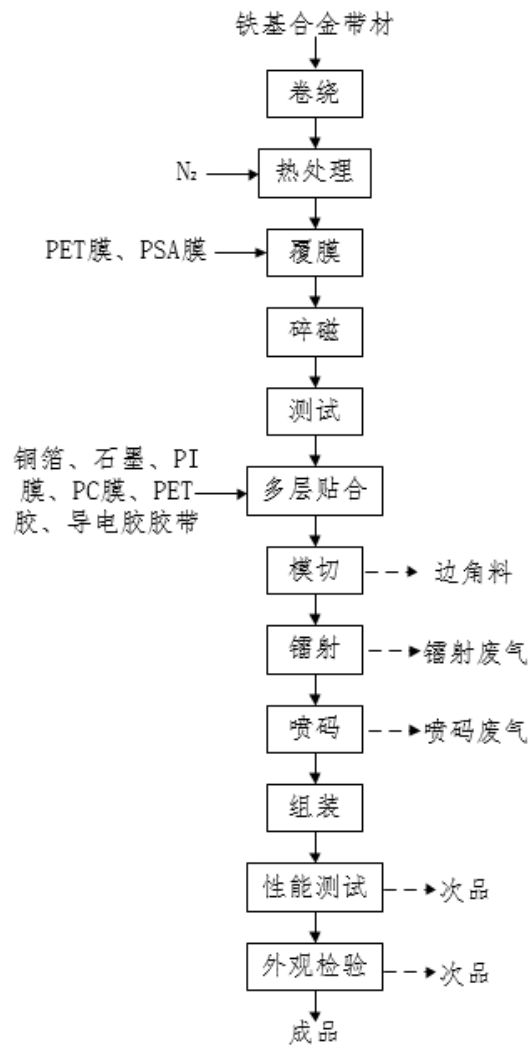 铁基合金带材
卷绕
N₂
热处理
PET膜、PSA膜
覆膜
碎磁
测试
铜箔、石墨、PI
膜、PC膜、PET
胶、导电胶胶带
多层贴合
模切
边角料
镭射
镭射废气
喷码
喷码废气
组装
性能测试
次品
外观检验
次品
成品